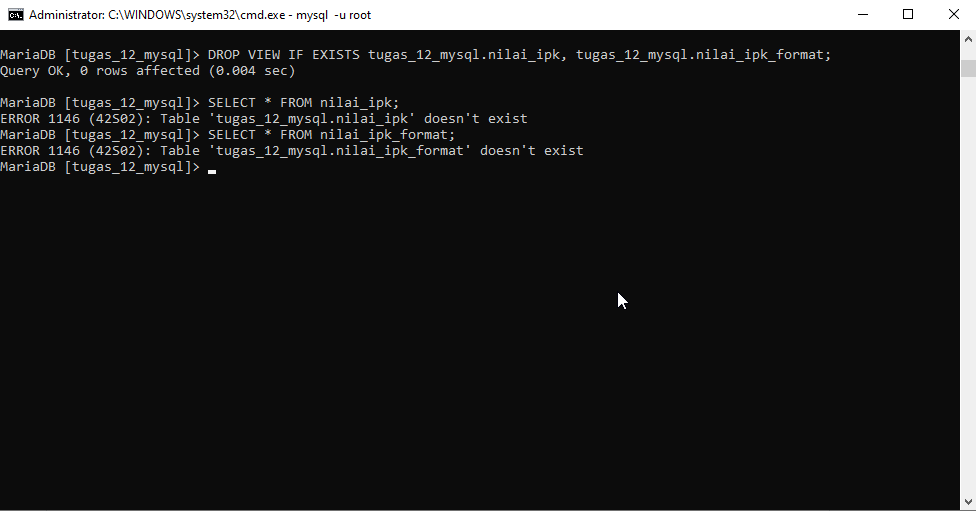 Administrator: C:\WINDOWS\system32\cmd.exe - mysql -u root
MariaDB [tugas_12_mysql]> DROP VIEW IF EXISTS tugas_12_mysql.nilai_ipk, tugas_12_mysql.nilai_ipk_format;
Query OK, 0 rows affected (0.004 sec)
MariaDB [tugas_12_mysql]> SELECT * FROM nilai_ipk;
ERROR 1146 (42S02): Table 'tugas_12_mysql.nilai_ipk' doesn't exist
MariaDB [tugas_12_mysql]> SELECT * FROM nilai_ipk_format;
ERROR 1146 (42S02): Table 'tugas_12_mysql.nilai_ipk_format' doesn't exist
MariaDB [tugas_12_mysql]>